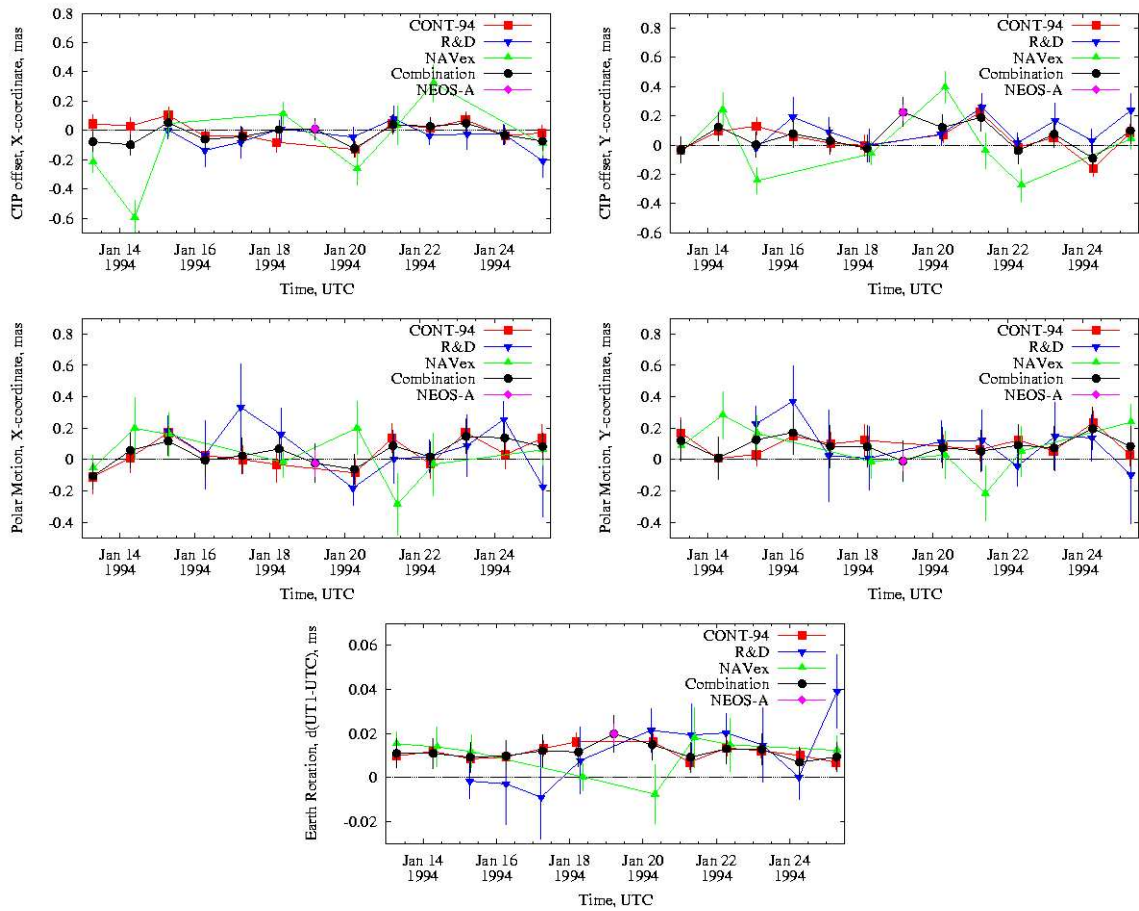 CIP offset, X-coordinate, mas
0.8
0.6
0.4
0.2
0
-0.2
-0.4
-0.6
CONT-94
R&D
NAVex
Combination
NEOS-A
Jan 14 Jan 16 Jan 18 Jan 20 Jan 22 Jan 24
1994 1994 1994 1994 1994 1994
Time, UTC
CIP offset, Y-coordinate, mas
0.8
0.6
0.4
0.2
0
-0.2
-0.4
-0.6
CONT-94
R&D
NAVex
Combination
NEOS-A
Jan 14 Jan 16 Jan 18 Jan 20 Jan 22 Jan 24
1994 1994 1994 1994 1994 1994
Time, UTC
Polar Motion, X-coordinate, mas
0.8
0.6
0.4
0.2
0
-0.2
-0.4
CONT-94
R&D
NAVex
Combination
NEOS-A
Jan 14 Jan 16 Jan 18 Jan 20 Jan 22 Jan 24
1994 1994 1994 1994 1994 1994
Time, UTC
Polar Motion, Y-coordinate, mas
0.8
0.6
0.4
0.2
0
-0.2
-0.4
CONT-94
R&D
NAVex
Combination
NEOS-A
Jan 14 Jan 16 Jan 18 Jan 20 Jan 22 Jan 24
1994 1994 1994 1994 1994 1994
Time, UTC
Earth Rotation, d(UT1-UTC), ms
0.06
0.04
0.02
0
-0.02
CONT-94
R&D
NAVex
Combination
NEOS-A
Jan 14 Jan 16 Jan 18 Jan 20 Jan 22 Jan 24
1994 1994 1994 1994 1994 1994
Time, UTC